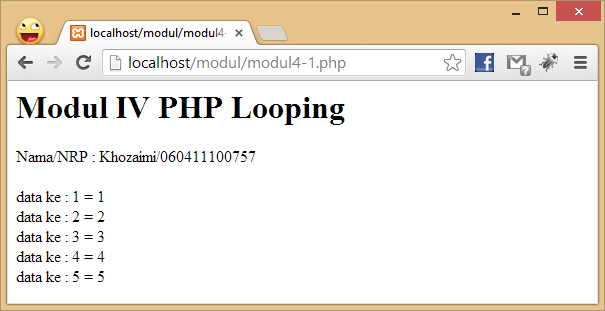 localhost/modul/modul4-
localhost/modul/modul4-1.php
Modul IV PHP Looping
Nama/NRP : Khozaimi/060411100757
data ke : 1 = 1
data ke : 2 = 2
data ke : 3 = 3
data ke : 4 = 4
data ke : 5 = 5